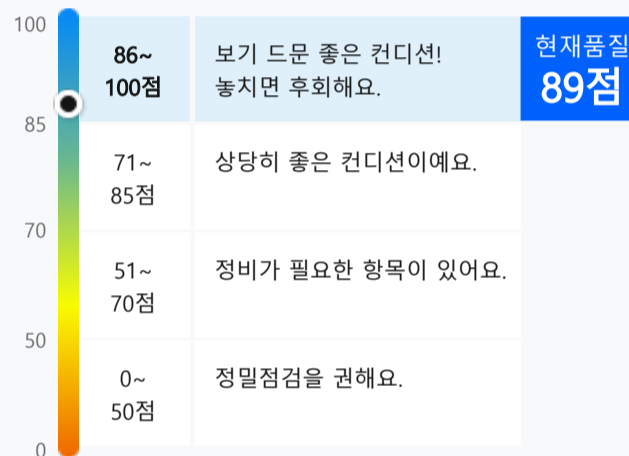 100
86~
100점
보기 드문 좋은 컨디션!
놓치면 후회해요.
현재품질
89점
85
71~
85점
상당히 좋은 컨디션이예요.
70
51~
70점
정비가 필요한 항목이 있어요.
50
0~
50점
정밀점검을 권해요.
0